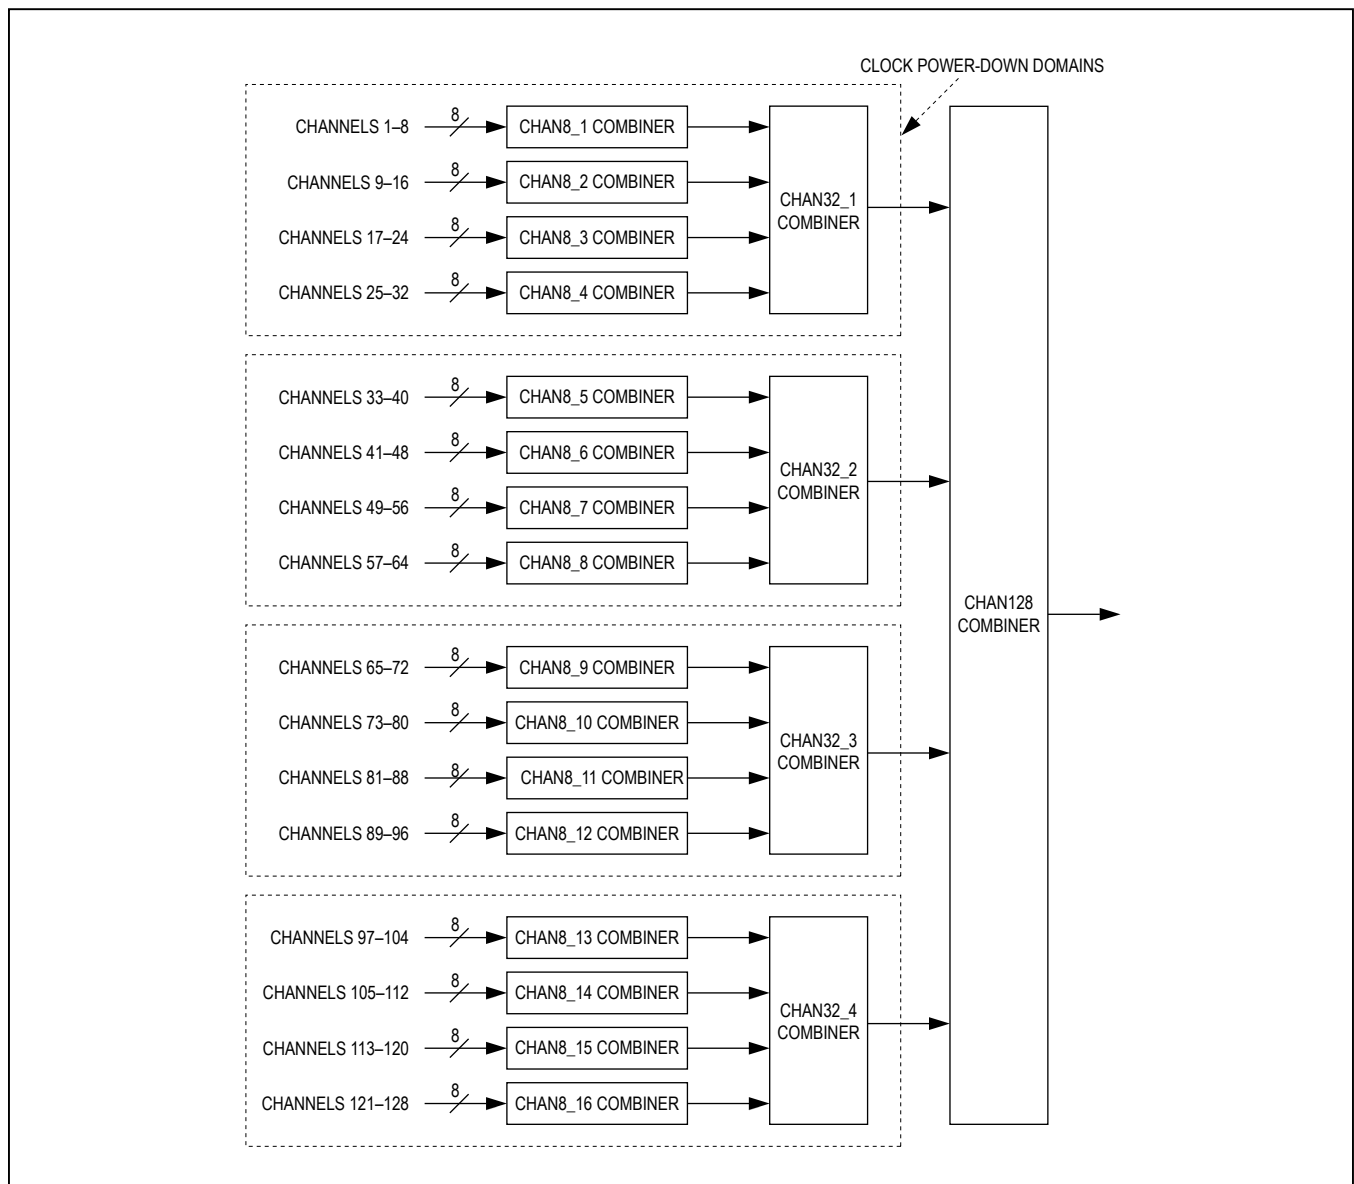 CLOCK POWER-DOWN DOMAINS
CHANNELS 1–8
8
CHAN8_1 COMBINER
CHANNELS 9–16
8
CHAN8_2 COMBINER
CHANNELS 17–24
8
CHAN8_3 COMBINER
CHANNELS 25–32
8
CHAN8_4 COMBINER
CHAN32_1
COMBINER
CHANNELS 33–40
8
CHAN8_5 COMBINER
CHANNELS 41–48
8
CHAN8_6 COMBINER
CHANNELS 49–56
8
CHAN8_7 COMBINER
CHANNELS 57–64
8
CHAN8_8 COMBINER
CHAN32_2
COMBINER
CHANNELS 65–72
8
CHAN8_9 COMBINER
CHANNELS 73–80
8
CHAN8_10 COMBINER
CHANNELS 81–88
8
CHAN8_11 COMBINER
CHANNELS 89–96
8
CHAN8_12 COMBINER
CHAN32_3
COMBINER
CHANNELS 97–104
8
CHAN8_13 COMBINER
CHANNELS 105–112
8
CHAN8_14 COMBINER
CHANNELS 113–120
8
CHAN8_15 COMBINER
CHANNELS 121–128
8
CHAN8_16 COMBINER
CHAN32_4
COMBINER
CHAN128
COMBINER